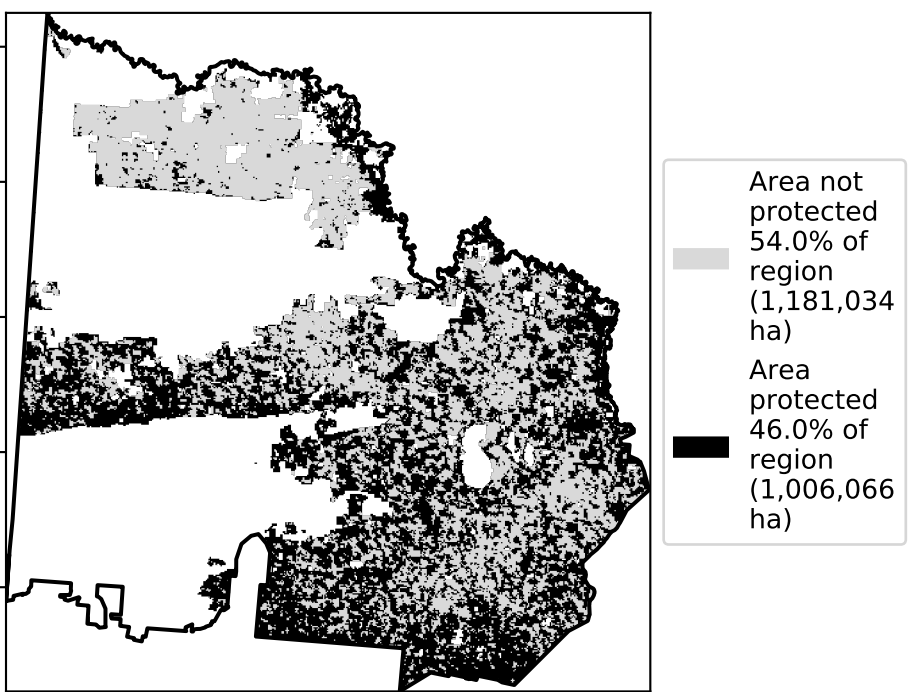 Area not
protected
54.0% of
region
(1,181,034
ha)
Area
protected
46.0% of
region
(1,006,066
ha)